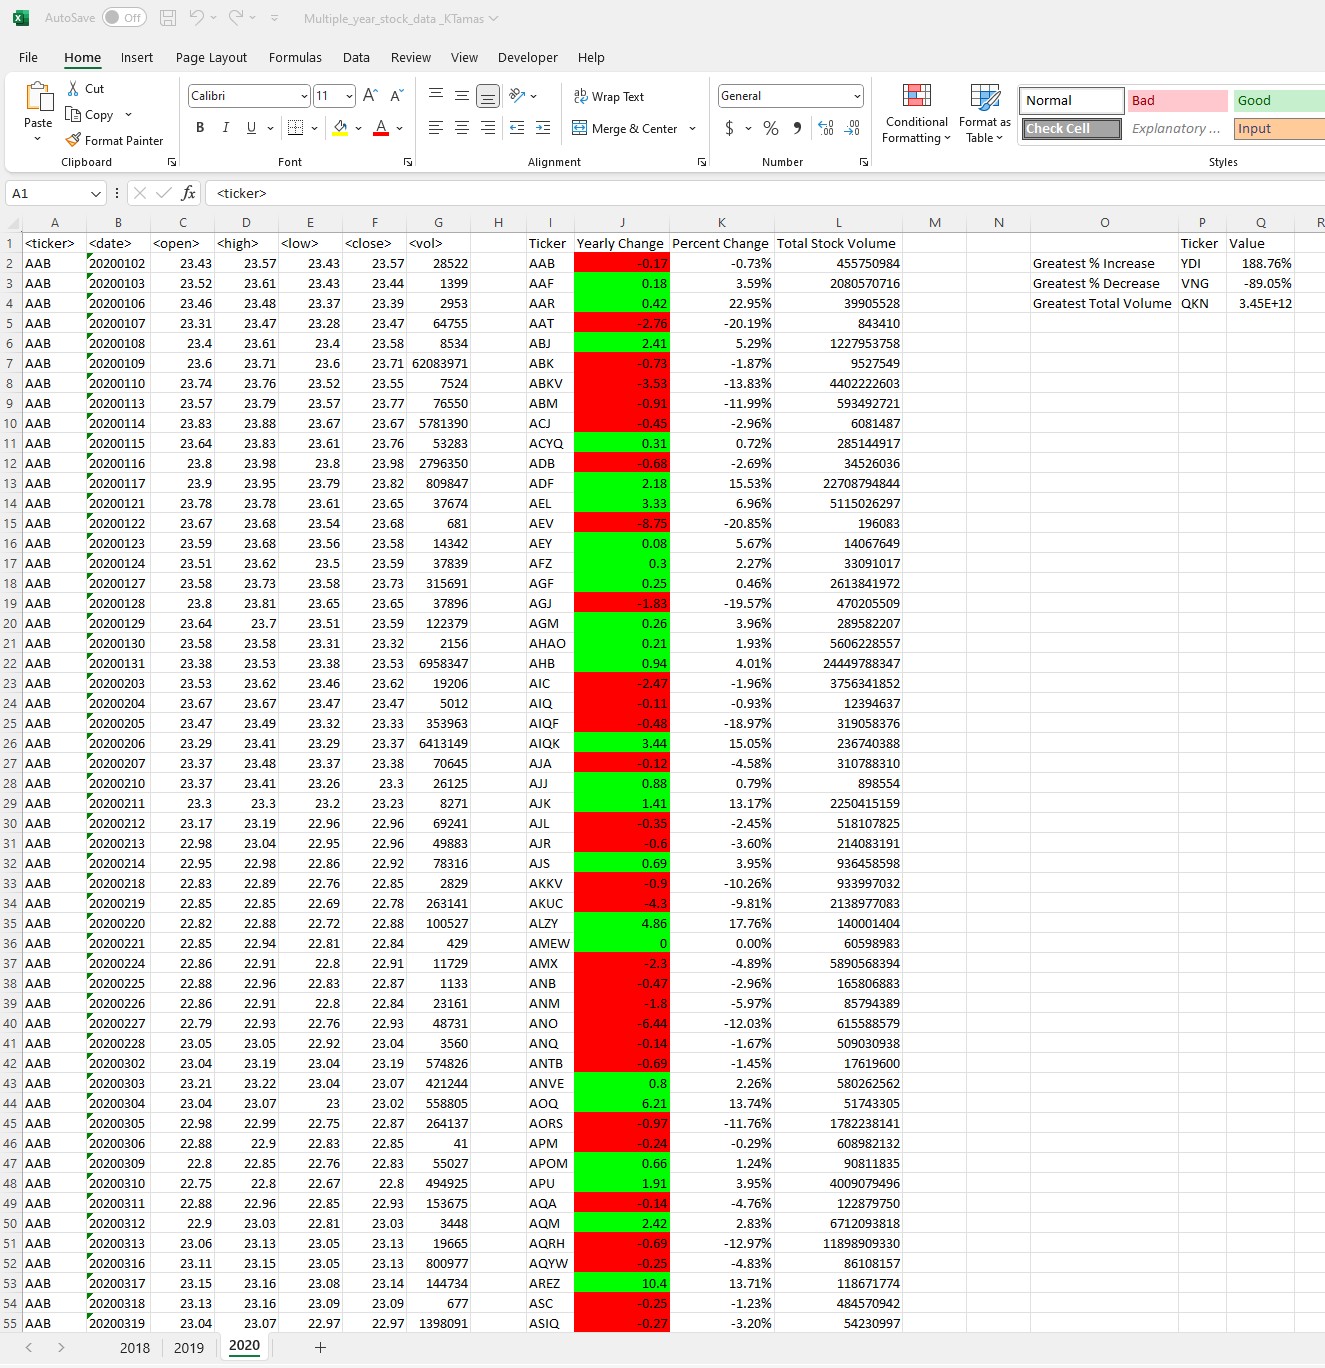 AutoSave Off Multiple_year_stock_data _KTamas
File Home Insert Page Layout Formulas Data Review View Developer Help
Paste Cut Copy Format Painter Clipboard
Calibri 11 A A B I U A Font
Wrap Text Merge & Center Alignment
General $ % 9 Number
Conditional Formatting Format as Table
Normal Bad Good
Check Cell Explanatory ... Input
Styles
A1 fx <ticker>
A B C D E F G H I J K L M N O P Q R
1 <ticker> <date> <open> <high> <low> <close> <vol> Ticker Yearly Change Percent Change Total Stock Volume Ticker Value
2 AAB 20200102 23.43 23.57 23.43 23.57 28522 AAB -0.17 -0.73% 455750984 Greatest % Increase YDI 188.76%
3 AAB 20200103 23.52 23.61 23.43 23.44 1399 AAF 0.18 3.59% 2080570716 Greatest % Decrease VNG -89.05%
4 AAB 20200106 23.46 23.48 23.37 23.39 2953 AAR 0.42 22.95% 39905528 Greatest Total Volume QKN 3.45E+12
5 AAB 20200107 23.31 23.47 23.28 23.47 64755 AAT -2.76 -20.19% 843410
6 AAB 20200108 23.4 23.61 23.4 23.58 8534 ABJ 2.41 5.29% 1227953758
7 AAB 20200109 23.6 23.71 23.6 23.71 62083971 ABK -0.73 -1.87% 9527549
8 AAB 20200110 23.74 23.76 23.52 23.55 7524 ABKV -3.53 -13.83% 4402222603
9 AAB 20200113 23.57 23.79 23.57 23.77 76550 ABM -0.91 -11.99% 593492721
10 AAB 20200114 23.83 23.88 23.67 23.67 5781390 ACJ -0.45 -2.96% 6081487
11 AAB 20200115 23.64 23.83 23.61 23.76 53283 ACYQ 0.31 0.72% 285144917
12 AAB 20200116 23.8 23.98 23.8 23.98 2796350 ADB -0.68 -2.69% 34526036
13 AAB 20200117 23.9 23.95 23.79 23.82 809847 ADF 2.18 15.53% 22708794844
14 AAB 20200121 23.78 23.78 23.61 23.65 37674 AEL 3.33 6.96% 5115026297
15 AAB 20200122 23.67 23.68 23.54 23.68 681 AEV -8.75 -20.85% 196083
16 AAB 20200123 23.59 23.68 23.56 23.58 14342 AEY 0.08 5.67% 14067649
17 AAB 20200124 23.51 23.62 23.5 23.59 37839 AFZ 0.3 2.27% 33091017
18 AAB 20200127 23.58 23.73 23.58 23.73 315691 AGF 0.25 0.46% 2613841972
19 AAB 20200128 23.8 23.81 23.65 23.65 37896 AGJ -1.83 -19.57% 470205509
20 AAB 20200129 23.64 23.7 23.51 23.59 122379 AGM 0.26 3.96% 289582207
21 AAB 20200130 23.58 23.58 23.31 23.32 2156 AHAO 0.21 1.93% 5606228557
22 AAB 20200131 23.38 23.53 23.38 23.53 6958347 AHB 0.94 4.01% 24449788347
23 AAB 20200203 23.53 23.62 23.46 23.62 19206 AIC -2.47 -1.96% 3756341852
24 AAB 20200204 23.67 23.67 23.47 23.47 5012 AIQ -0.11 -0.93% 12394637
25 AAB 20200205 23.47 23.49 23.32 23.33 353963 AIQF -0.48 -18.97% 319058376
26 AAB 20200206 23.29 23.41 23.29 23.37 6413149 AIQK 3.44 15.05% 236740388
27 AAB 20200207 23.37 23.48 23.37 23.38 70645 AJA -0.12 -4.58% 310788310
28 AAB 20200210 23.37 23.41 23.26 23.3 26125 AJJ 0.88 0.79% 898554
29 AAB 20200211 23.3 23.3 23.2 23.23 8271 AJK 1.41 13.17% 2250415159
30 AAB 20200212 23.17 23.19 22.96 22.96 69241 AJL -0.35 -2.45% 518107825
31 AAB 20200213 22.98 23.04 22.95 22.96 49883 AJR -0.6 -3.60% 214083191
32 AAB 20200214 22.95 22.98 22.86 22.92 78316 AJS 0.69 3.95% 936458598
33 AAB 20200218 22.83 22.89 22.76 22.85 2829 AKKV -0.9 -10.26% 933997032
34 AAB 20200219 22.85 22.85 22.69 22.78 263141 AKUC -4.3 -9.81% 2138977083
35 AAB 20200220 22.82 22.88 22.72 22.88 100527 ALZY 4.86 17.76% 140001404
36 AAB 20200221 22.85 22.94 22.81 22.84 429 AMEW 0 0.00% 60598983
37 AAB 20200224 22.86 22.91 22.8 22.91 11729 AMX -2.3 -4.89% 5890568394
38 AAB 20200225 22.88 22.96 22.83 22.87 1133 ANB -0.47 -2.96% 165806883
39 AAB 20200226 22.86 22.91 22.8 22.84 23161 ANM -1.8 -5.97% 85794389
40 AAB 20200227 22.79 22.93 22.76 22.93 48731 ANO -6.44 -12.03% 615588579
41 AAB 20200228 23.05 23.05 22.92 23.04 3560 ANQ -0.14 -1.67% 509030938
42 AAB 20200302 23.04 23.19 23.04 23.19 574826 ANTB -0.69 -1.45% 17619600
43 AAB 20200303 23.21 23.22 23.04 23.07 421244 ANVE 0.8 2.26% 580262562
44 AAB 20200304 23.04 23.07 23 23.02 558805 AOQ 6.21 13.74% 51743305
45 AAB 20200305 22.98 22.99 22.75 22.87 264137 AORS -0.97 -11.76% 1782238141
46 AAB 20200306 22.88 22.9 22.83 22.85 41 APM -0.24 -0.29% 608982132
47 AAB 20200309 22.8 22.85 22.76 22.83 55027 APOM 0.66 1.24% 90811835
48 AAB 20200310 22.75 22.8 22.67 22.8 494925 APU 1.91 3.95% 4009079496
49 AAB 20200311 22.88 22.96 22.85 22.93 153675 AQA -0.14 -4.76% 122879750
50 AAB 20200312 22.9 23.03 22.81 23.03 3448 AQM 2.42 2.83% 6712093818
51 AAB 20200313 23.06 23.13 23.05 23.13 19665 AQRH -0.69 -12.97% 11898909330
52 AAB 20200316 23.11 23.15 23.05 23.13 800977 AQYW -0.25 -4.83% 86108157
53 AAB 20200317 23.15 23.16 23.08 23.14 144734 AREZ 10.4 13.71% 118671774
54 AAB 20200318 23.13 23.16 23.09 23.09 677 ASC -0.25 -1.23% 484570942
55 AAB 20200319 23.04 23.07 22.97 22.97 1398091 ASIQ -0.27 -3.20% 54230997
2018 2019 2020 +